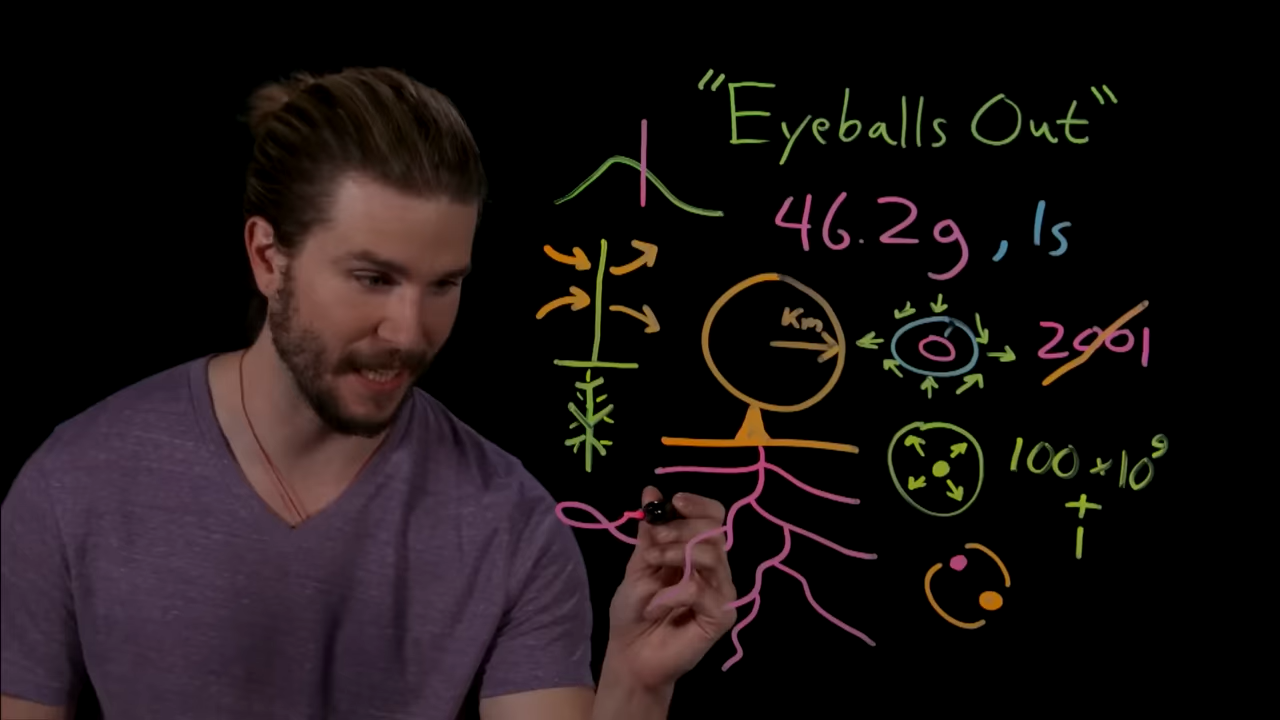 "Eyeballs Out"
46.2g, 1s
Km
2001
100 × 10⁹
+
1